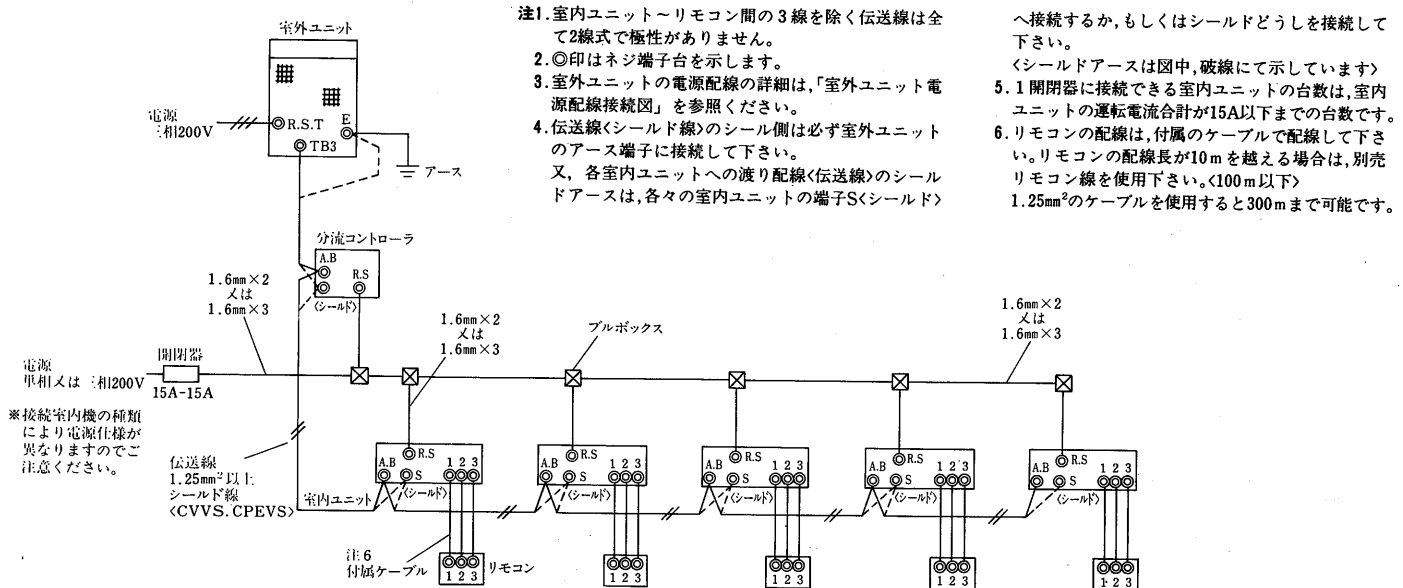 注1.室内ユニット～リモコン間の3線を除く伝送線は全
て2線式で極性がありません。
2.◎印はネジ端子台を示します。
3.室外ユニットの電源配線の詳細は,「室外ユニット電
源配線接続図」を参照ください。
4.伝送線<シールド線>のシール側は必ず室外ユニット
のアース端子に接続して下さい。
又，各室内ユニットへの渡り配線<伝送線>のシール
ドアースは,各々の室内ユニットの端子S<シールド>
へ接続するか,もしくはシールドどうしを接続して
下さい。
<シールドアースは図中,破線にて示しています>
5.1開閉器に接続できる室内ユニットの台数は,室内
ユニットの運転電流合計が15A以下までの台数です。
6.リモコンの配線は,付属のケーブルで配線して下さ
い。リモコンの配線長が10mを越える場合は,別売
リモコン線を使用下さい。<100m以下>
1.25mm²のケーブルを使用すると300mまで可能です。
室外ユニット
電源
三相200V
R.S.T
E
TB3
アース
分流コントローラ
A.B
R.S
<シールド>
1.6mm×2
又は
1.6mm×3
1.6mm×2
又は
1.6mm×3
プルボックス
1.6mm×2
又は
1.6mm×3
電源
単相又は三相200V
開閉器
15A-15A
※接続室内機の種類
により電源仕様が
異なりますのでご
注意ください。
伝送線
1.25mm²以上
シールド線
<CVVS.CPEVS>
室内ユニット
A.B R.S S 1 2 3
<シールド>
A.B R.S S 1 2 3
<シールド>
A.B R.S S 1 2 3
<シールド>
A.B R.S S 1 2 3
<シールド>
A.B R.S S 1 2 3
<シールド>
注6
付属ケーブル
1 2 3
リモコン
1 2 3
1 2 3
1 2 3
1 2 3